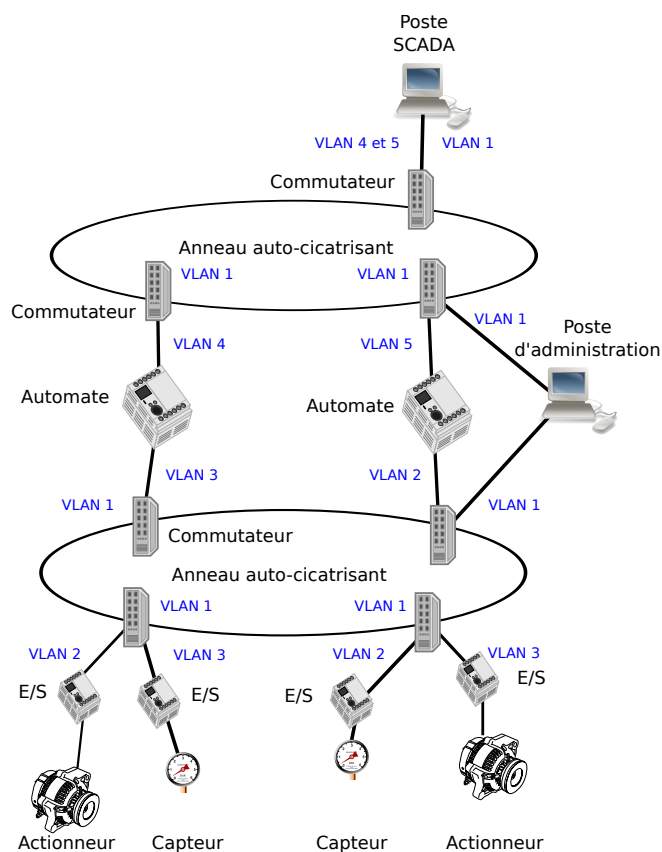 Poste
SCADA
VLAN 4 et 5
VLAN 1
Commutateur
Anneau auto-cicatrisant
VLAN 1
VLAN 1
Commutateur
VLAN 1
Poste
d'administration
VLAN 4
VLAN 5
Automate
Automate
VLAN 3
VLAN 2
VLAN 1
VLAN 1
Commutateur
Anneau auto-cicatrisant
VLAN 1
VLAN 1
VLAN 2
VLAN 3
VLAN 2
VLAN 3
E/S
E/S
E/S
E/S
Actionneur
Capteur
Capteur
Actionneur